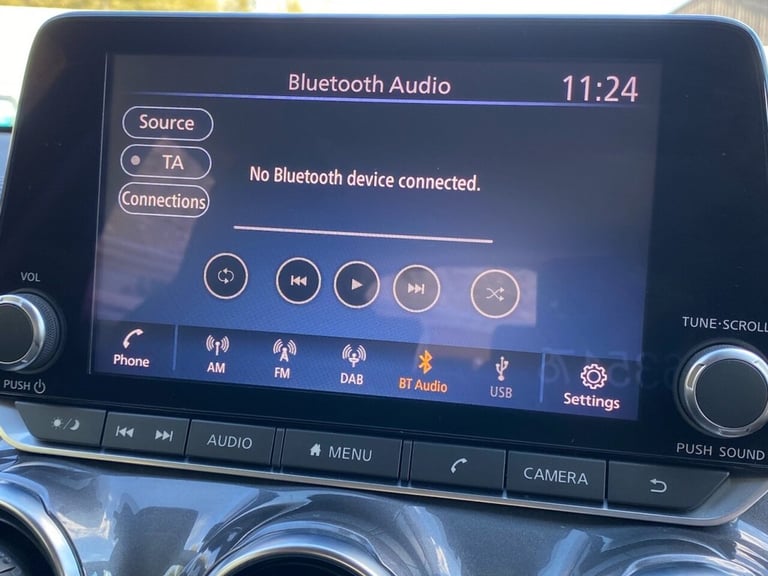 Bluetooth Audio
11:24
Source
TA
Connections
No Bluetooth device connected.
VOL
PUSH
TUNE·SCROLL
PUSH SOUND
Phone
AM
FM
DAB
BT Audio
USB
Settings
AUDIO
MENU
CAMERA